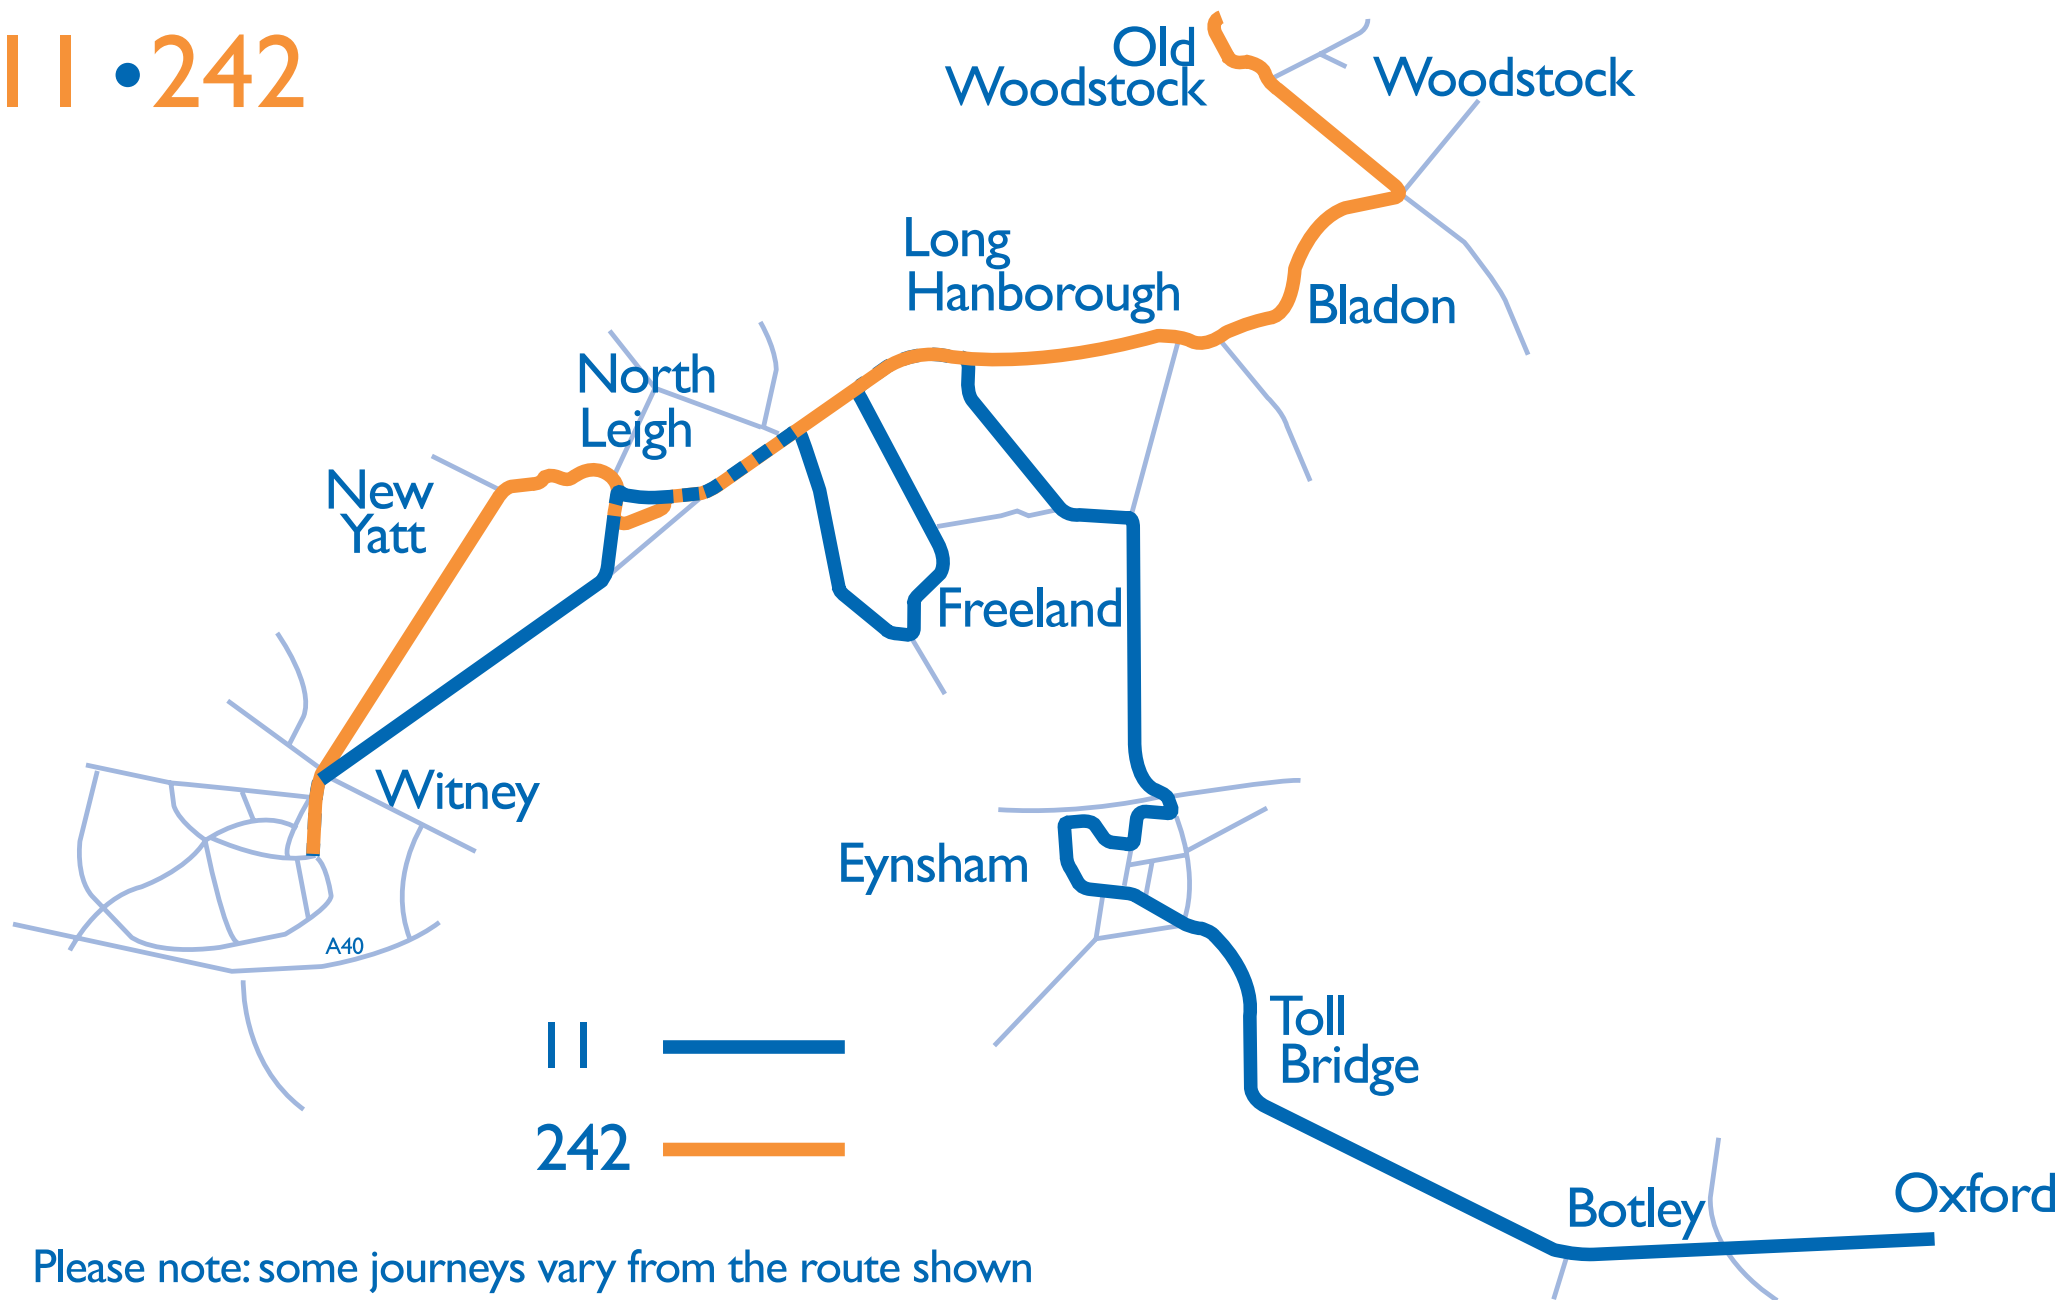 11 • 242
Old
Woodstock
Woodstock
Long
Hanborough
Bladon
North
Leigh
New
Yatt
Freeland
Witney
Eynsham
A40
Toll
Bridge
11
242
Botley
Oxford
Please note: some journeys vary from the route shown